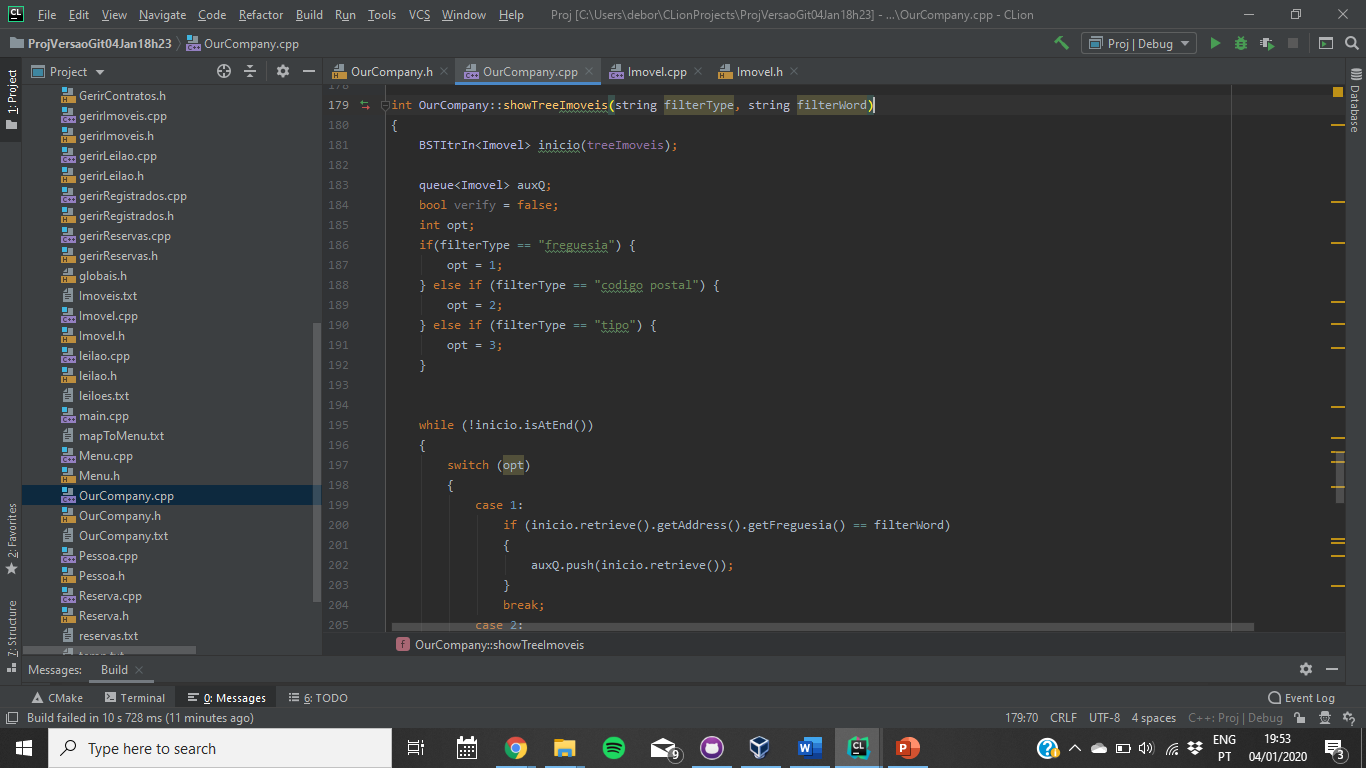 File Edit View Navigate Code Refactor Build Run Tools VCS Window Help Proj [C:\Users\debor\CLionProjects\ProjVersaoGit04Jan18h23] - ...\OurCompany.cpp - CLion
ProjVersaoGit04Jan18h23 OurCompany.cpp Proj | Debug
1: Project
Project
OurCompany.h OurCompany.cpp Imovel.cpp Imovel.h
Database
GerirContratos.h
gerirImoveis.cpp
gerirImoveis.h
gerirLeilao.cpp
gerirLeilao.h
gerirRegistrados.cpp
gerirRegistrados.h
gerirReservas.cpp
gerirReservas.h
globais.h
Imoveis.txt
Imovel.cpp
Imovel.h
leilao.cpp
leilao.h
leiloes.txt
main.cpp
mapToMenu.txt
Menu.cpp
Menu.h
OurCompany.cpp
OurCompany.h
OurCompany.txt
Pessoa.cpp
Pessoa.h
Reserva.cpp
Reserva.h
reservas.txt
2: Favorites
7: Structure
178
179 int OurCompany::showTreeImoveis(string filterType, string filterWord)
180 {
181 BSTItrIn<Imovel> inicio(treeImoveis);
182
183 queue<Imovel> auxQ;
184 bool verify = false;
185 int opt;
186 if(filterType == "freguesia") {
187 opt = 1;
188 } else if (filterType == "codigo postal") {
189 opt = 2;
190 } else if (filterType == "tipo") {
191 opt = 3;
192 }
193
194
195 while (!inicio.isAtEnd())
196 {
197 switch (opt)
198 {
199 case 1:
200 if (inicio.retrieve().getAddress().getFreguesia() == filterWord)
201 {
202 auxQ.push(inicio.retrieve());
203 }
204 break;
205 case 2:
f OurCompany::showTreeImoveis
Messages: Build
CMake Terminal 0: Messages 6: TODO Event Log
Build failed in 10 s 728 ms (11 minutes ago) 179:70 CRLF UTF-8 4 spaces C++: Proj | Debug
Type here to search
9
ENG
PT
19:53
04/01/2020
3